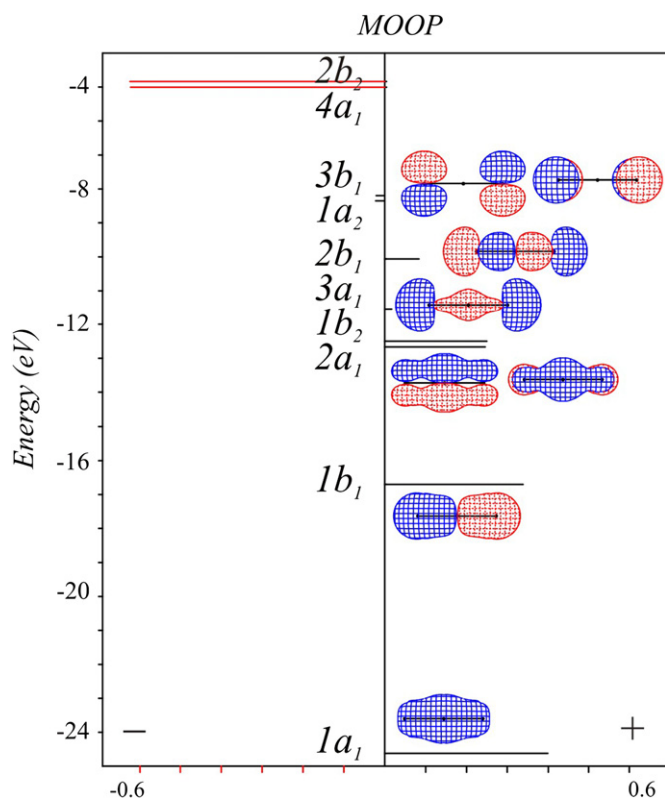 MOOP
Energy (eV)
-4
-8
-12
-16
-20
-24
2b₂
4a₁
3b₁
1a₂
2b₁
3a₁
1b₂
2a₁
1b₁
1a₁
−
+
-0.6
0.6